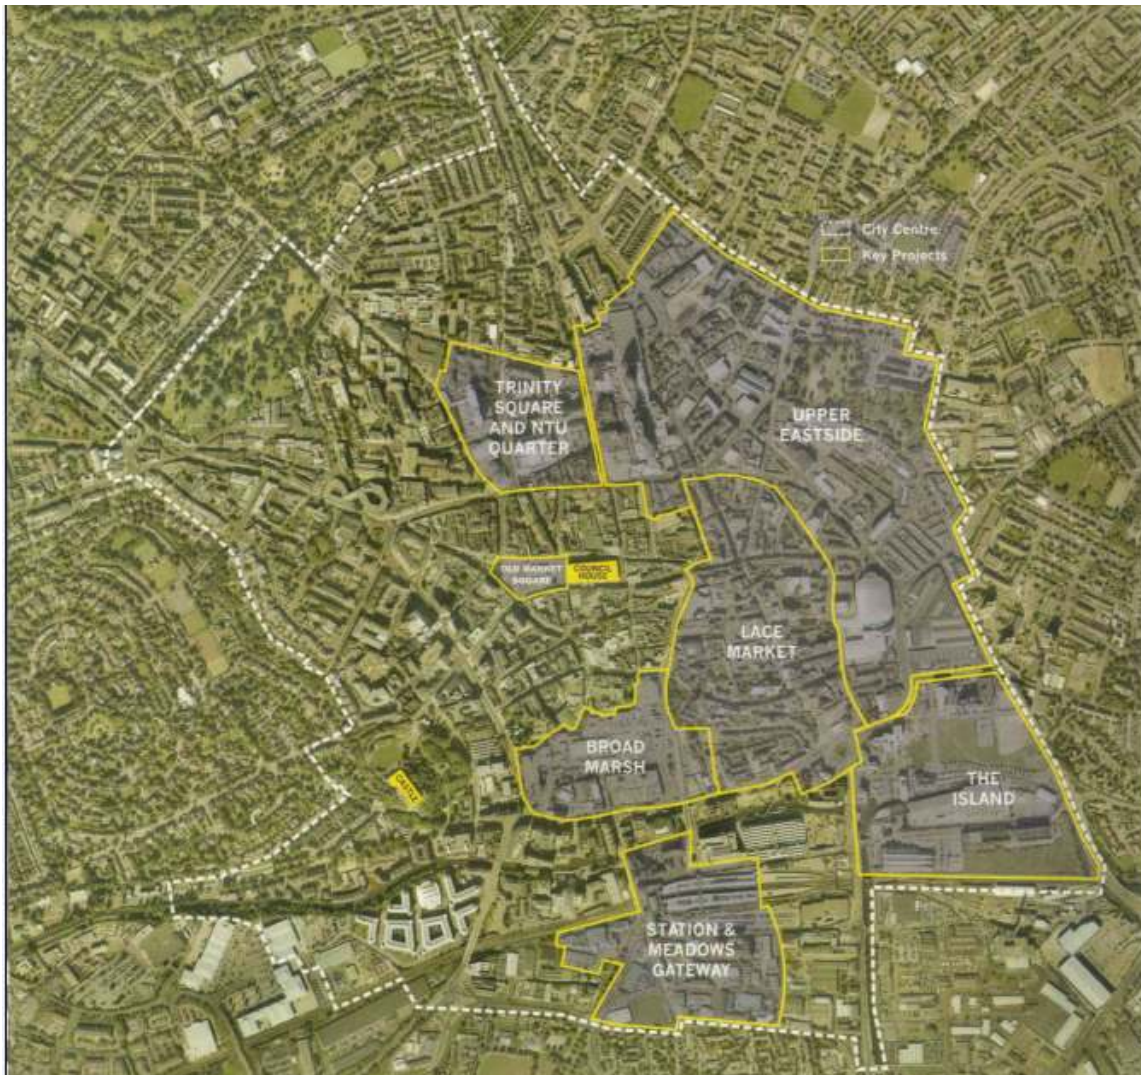 City Centre
Key Projects
TRINITY
SQUARE
AND NTU
QUARTER
UPPER
EASTSIDE
OLD MARKET
SQUARE
COUNCIL
HOUSE
LACE
MARKET
BROAD
MARSH
CASTLE
THE
ISLAND
STATION &
MEADOWS
GATEWAY